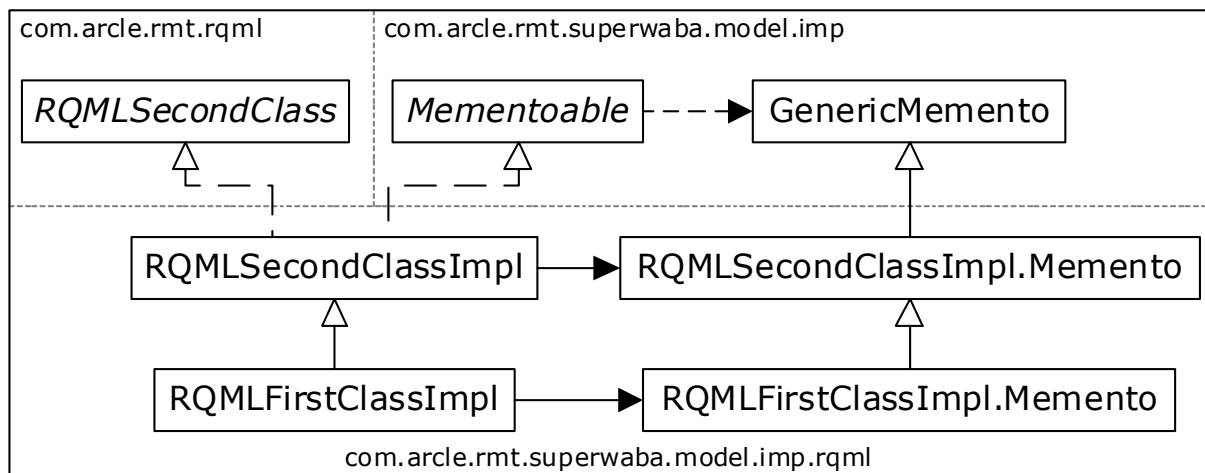 com.arcle.rmt.rqml
com.arcle.rmt.superwaba.model.imp
RQMLSecondClass
Mementoable
GenericMemento
RQMLSecondClassImpl
RQMLSecondClassImpl.Memento
RQMLFirstClassImpl
RQMLFirstClassImpl.Memento
com.arcle.rmt.superwaba.model.imp.rqml